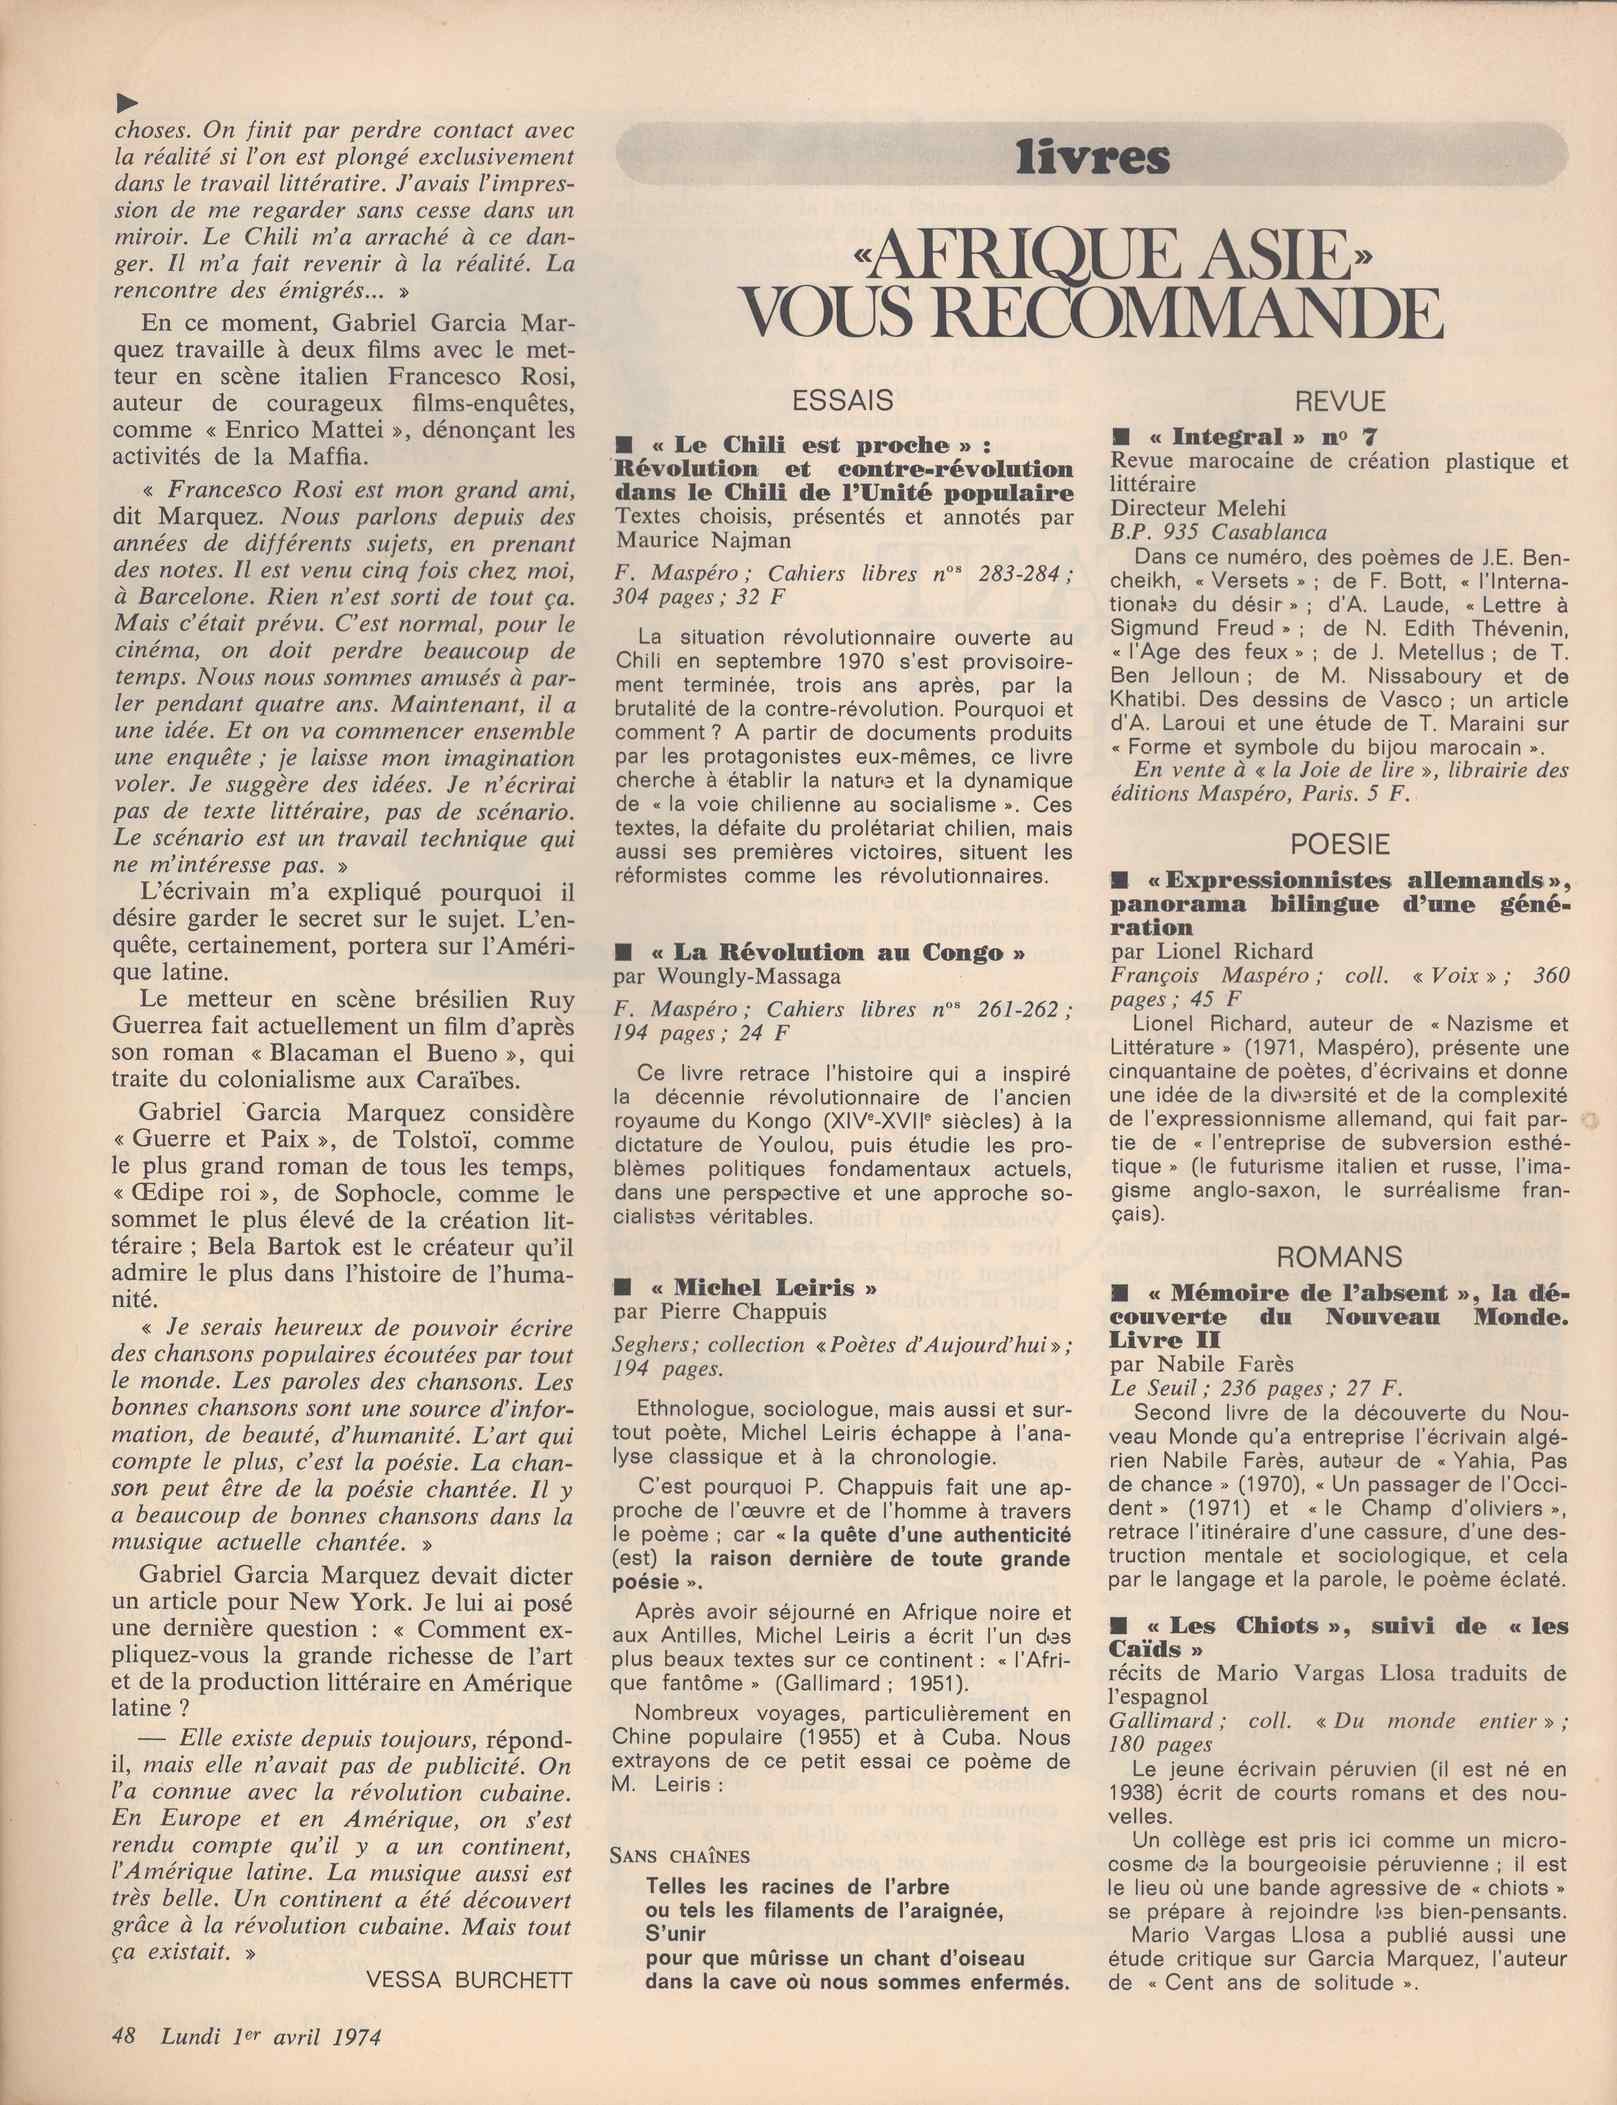 choses. On finit par perdre contact avec
la réalité si l'on est plongé exclusivement
dans le travail littératire. J'avais l'impres-
sion de me regarder sans cesse dans un
miroir. Le Chili m'a arraché à ce dan-
ger. Il m'a fait revenir à la réalité. La
rencontre des émigrés... »
En ce moment, Gabriel Garcia Mar-
quez travaille à deux films avec le met-
teur en scène italien Francesco Rosi,
auteur de courageux films-enquêtes,
comme « Enrico Mattei », dénonçant les
activités de la Maffia.
« Francesco Rosi est mon grand ami,
dit Marquez. Nous parlons depuis des
années de différents sujets, en prenant
des notes. Il est venu cinq fois chez moi,
à Barcelone. Rien n'est sorti de tout ça.
Mais c'était prévu. C'est normal, pour le
cinéma, on doit perdre beaucoup de
temps. Nous nous sommes amusés à par-
ler pendant quatre ans. Maintenant, il a
une idée. Et on va commencer ensemble
une enquête ; je laisse mon imagination
voler. Je suggère des idées. Je n'écrirai
pas de texte littéraire, pas de scénario.
Le scénario est un travail technique qui
ne m'intéresse pas. »
L'écrivain m'a expliqué pourquoi il
désire garder le secret sur le sujet. L'en-
quête, certainement, portera sur l'Améri-
que latine.
Le metteur en scène brésilien Ruy
Guerrea fait actuellement un film d'après
son roman « Blacaman el Bueno », qui
traite du colonialisme aux Caraïbes.
Gabriel Garcia Marquez considère
« Guerre et Paix », de Tolstoï, comme
le plus grand roman de tous les temps,
« Œdipe roi », de Sophocle, comme le
sommet le plus élevé de la création lit-
téraire ; Bela Bartok est le créateur qu'il
admire le plus dans l'histoire de l'huma-
nité.
« Je serais heureux de pouvoir écrire
des chansons populaires écoutées par tout
le monde. Les paroles des chansons. Les
bonnes chansons sont une source d'infor-
mation, de beauté, d'humanité. L'art qui
compte le plus, c'est la poésie. La chan-
son peut être de la poésie chantée. Il y
a beaucoup de bonnes chansons dans la
musique actuelle chantée. »
Gabriel Garcia Marquez devait dicter
un article pour New York. Je lui ai posé
une dernière question : « Comment ex-
pliquez-vous la grande richesse de l'art
et de la production littéraire en Amérique
latine ?
— Elle existe depuis toujours, répond-
il, mais elle n'avait pas de publicité. On
l'a connue avec la révolution cubaine.
En Europe et en Amérique, on s'est
rendu compte qu'il y a un continent,
l'Amérique latine. La musique aussi est
très belle. Un continent a été découvert
grâce à la révolution cubaine. Mais tout
ça existait. »
VESSA BURCHETT
livres
«AFRIQUE ASIE»
VOUS RECOMMANDE
ESSAIS
■ « Le Chili est proche » :
Révolution et contre-révolution
dans le Chili de l'Unité populaire
Textes choisis, présentés et annotés par
Maurice Najman
F. Maspéro ; Cahiers libres nos 283-284 ;
304 pages ; 32 F
La situation révolutionnaire ouverte au
Chili en septembre 1970 s'est provisoire-
ment terminée, trois ans après, par la
brutalité de la contre-révolution. Pourquoi et
comment ? A partir de documents produits
par les protagonistes eux-mêmes, ce livre
cherche à établir la nature et la dynamique
de « la voie chilienne au socialisme ». Ces
textes, la défaite du prolétariat chilien, mais
aussi ses premières victoires, situent les
réformistes comme les révolutionnaires.
■ « La Révolution au Congo »
par Woungly-Massaga
F. Maspéro ; Cahiers libres nos 261-262 ;
194 pages ; 24 F
Ce livre retrace l'histoire qui a inspiré
la décennie révolutionnaire de l'ancien
royaume du Kongo (XIVe-XVIIe siècles) à la
dictature de Youlou, puis étudie les pro-
blèmes politiques fondamentaux actuels,
dans une perspective et une approche so-
cialistes véritables.
■ « Michel Leiris »
par Pierre Chappuis
Seghers ; collection «Poètes d'Aujourd'hui» ;
194 pages.
Ethnologue, sociologue, mais aussi et sur-
tout poète, Michel Leiris échappe à l'ana-
lyse classique et à la chronologie.
C'est pourquoi P. Chappuis fait une ap-
proche de l'œuvre et de l'homme à travers
le poème ; car « la quête d'une authenticité
(est) la raison dernière de toute grande
poésie ».
Après avoir séjourné en Afrique noire et
aux Antilles, Michel Leiris a écrit l'un des
plus beaux textes sur ce continent : « l'Afri-
que fantôme » (Gallimard ; 1951).
Nombreux voyages, particulièrement en
Chine populaire (1955) et à Cuba. Nous
extrayons de ce petit essai ce poème de
M. Leiris :
SANS CHAÎNES
Telles les racines de l'arbre
ou tels les filaments de l'araignée,
S'unir
pour que mûrisse un chant d'oiseau
dans la cave où nous sommes enfermés.
REVUE
■ « Integral » no 7
Revue marocaine de création plastique et
littéraire
Directeur Melehi
B.P. 935 Casablanca
Dans ce numéro, des poèmes de J.E. Ben-
cheikh, « Versets » ; de F. Bott, « l'Interna-
tionale du désir » ; d'A. Laude, « Lettre à
Sigmund Freud » ; de N. Edith Thévenin,
« l'Age des feux » ; de J. Metellus ; de T.
Ben Jelloun ; de M. Nissaboury et de
Khatibi. Des dessins de Vasco ; un article
d'A. Laroui et une étude de T. Maraini sur
« Forme et symbole du bijou marocain ».
En vente à « la Joie de lire », librairie des
éditions Maspéro, Paris. 5 F.
POESIE
■ « Expressionnistes allemands »,
panorama bilingue d'une géné-
ration
par Lionel Richard
François Maspéro ; coll. « Voix » ; 360
pages ; 45 F
Lionel Richard, auteur de « Nazisme et
Littérature » (1971, Maspéro), présente une
cinquantaine de poètes, d'écrivains et donne
une idée de la diversité et de la complexité
de l'expressionnisme allemand, qui fait par-
tie de « l'entreprise de subversion esthé-
tique » (le futurisme italien et russe, l'ima-
gisme anglo-saxon, le surréalisme fran-
çais).
ROMANS
■ « Mémoire de l'absent », la dé-
couverte du Nouveau Monde.
Livre II
par Nabile Farès
Le Seuil ; 236 pages ; 27 F.
Second livre de la découverte du Nou-
veau Monde qu'a entreprise l'écrivain algé-
rien Nabile Farès, auteur de « Yahia, Pas
de chance » (1970), « Un passager de l'Occi-
dent » (1971) et « le Champ d'oliviers »,
retrace l'itinéraire d'une cassure, d'une des-
truction mentale et sociologique, et cela
par le langage et la parole, le poème éclaté.
■ « Les Chiots », suivi de « les
Caïds »
récits de Mario Vargas Llosa traduits de
l'espagnol
Gallimard ; coll. « Du monde entier » ;
180 pages
Le jeune écrivain péruvien (il est né en
1938) écrit de courts romans et des nou-
velles.
Un collège est pris ici comme un micro-
cosme de la bourgeoisie péruvienne ; il est
le lieu où une bande agressive de « chiots »
se prépare à rejoindre les bien-pensants.
Mario Vargas Llosa a publié aussi une
étude critique sur Garcia Marquez, l'auteur
de « Cent ans de solitude ».
48 Lundi 1er avril 1974